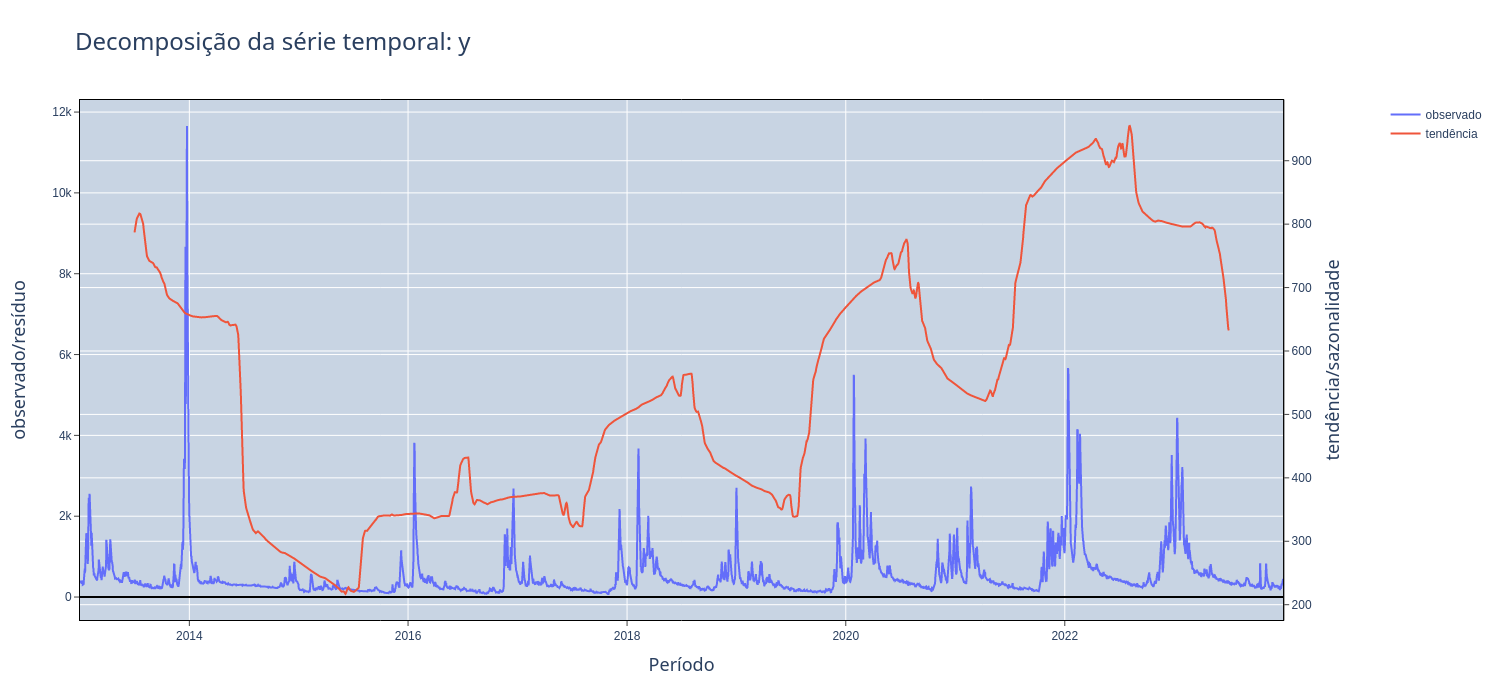 Decomposição da série temporal: y
observado
tendência
12k
10k
8k
6k
4k
2k
0
900
800
700
600
500
400
300
200
2014
2016
2018
2020
2022
observado/resíduo
tendência/sazonalidade
Período